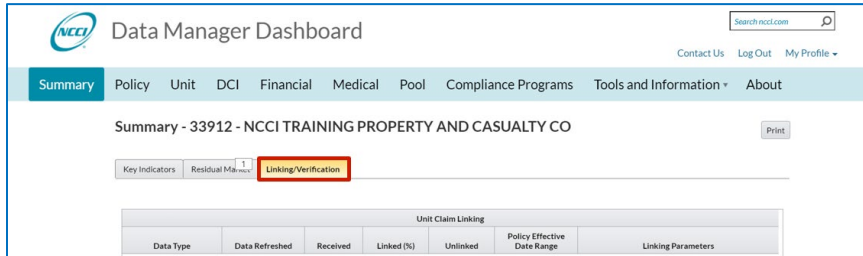 NCCI
Data Manager Dashboard
Search ncci.com
Contact Us Log Out My Profile
Summary Policy Unit DCI Financial Medical Pool Compliance Programs Tools and Information About
Summary - 33912 - NCCI TRAINING PROPERTY AND CASUALTY CO
Print
Key Indicators Residual 1 Linking/Verification
Unit Claim Linking
Data Type Data Refreshed Received Linked (%) Unlinked Policy Effective Date Range Linking Parameters